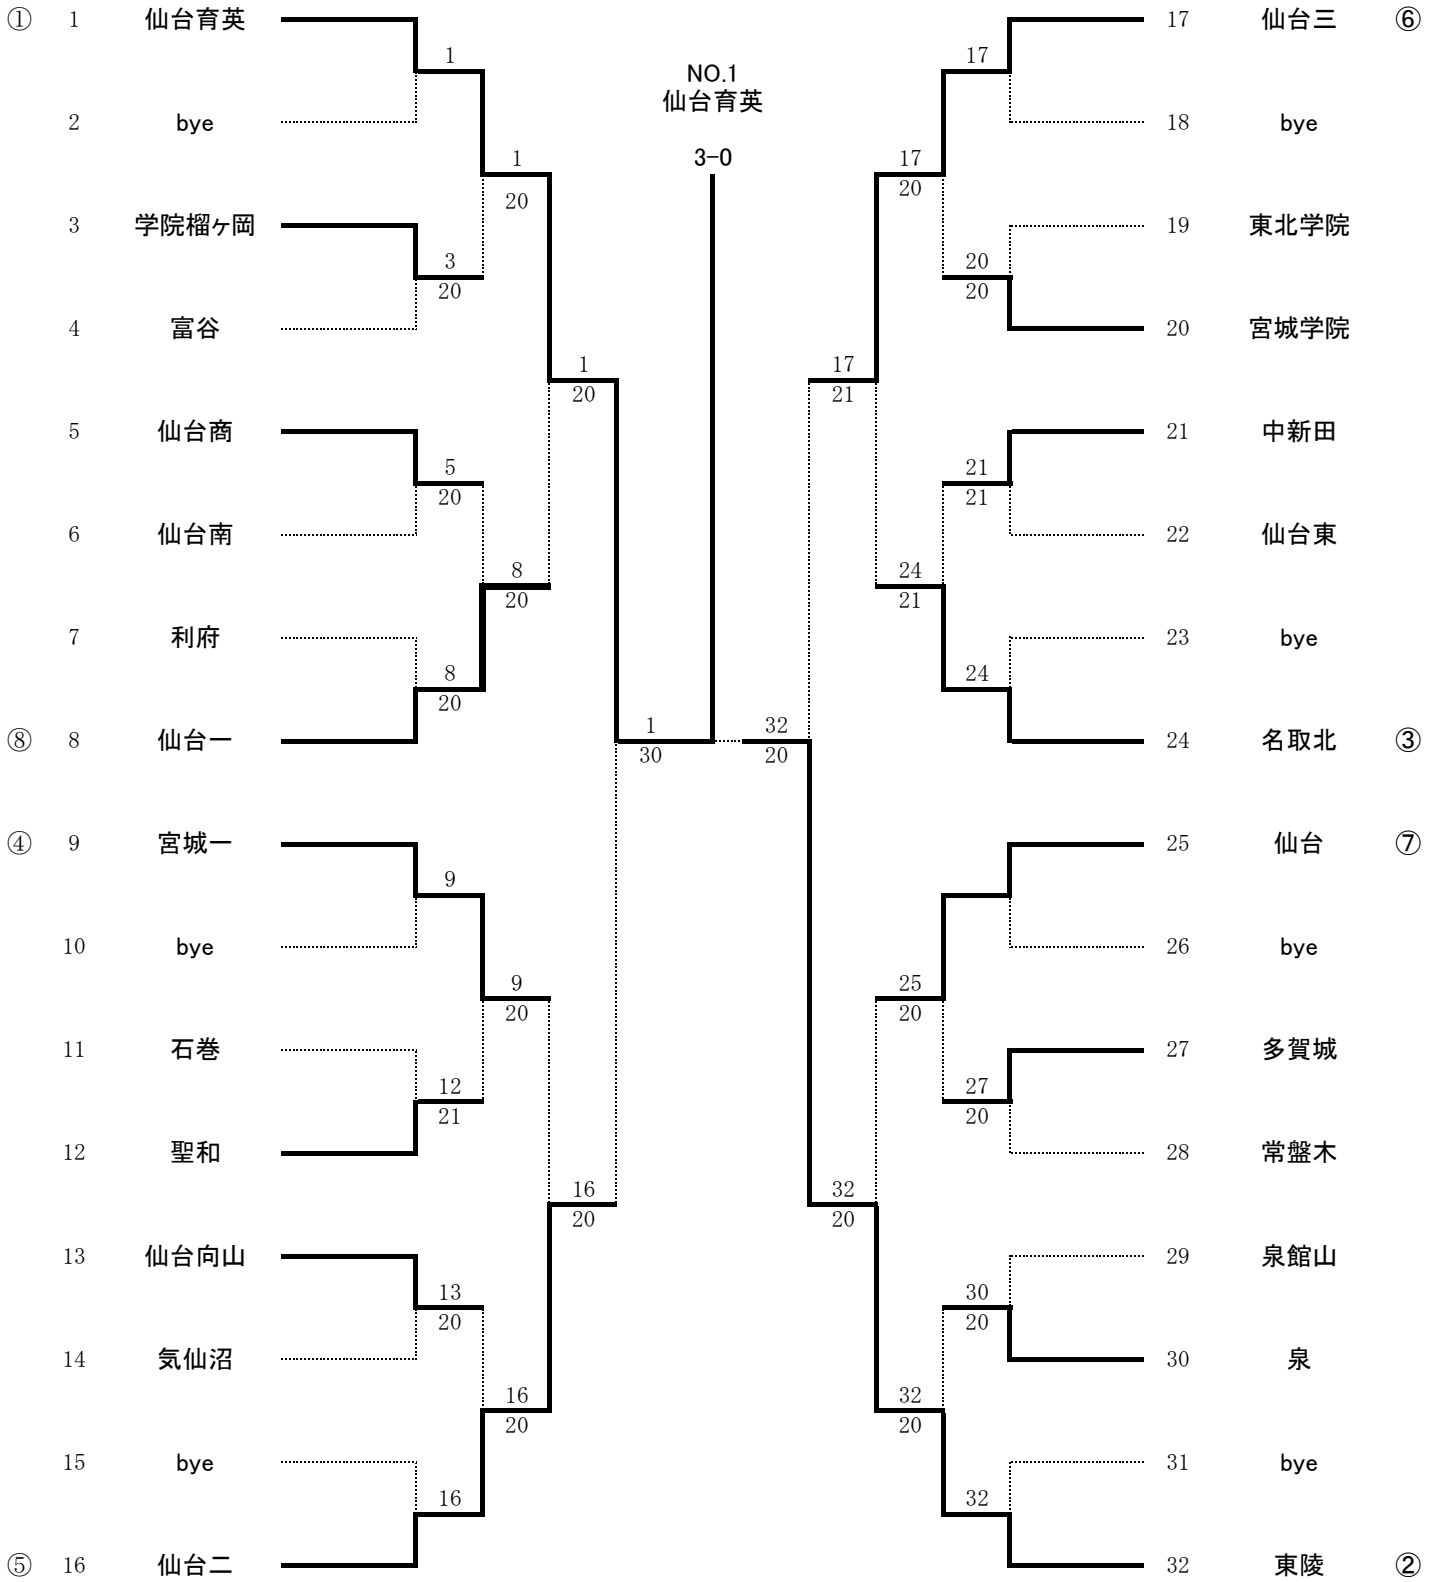 ① 1 仙台育英 17 仙台三 ⑥
1 17
NO.1
仙台育英
2 bye 18 bye
1 3-0 17
20 20
3 学院榴ヶ岡 19 東北学院
3 20
20 20
4 富谷 20 宮城学院
1 17
20 21
5 仙台商 21 中新田
5 21
20 21
6 仙台南 22 仙台東
8 24
20 21
7 利府 23 bye
8 24
20
1 32
⑧ 8 仙台一 24 名取北 ③
30 20
④ 9 宮城一 25 仙台 ⑦
9
10 bye 26 bye
9 25
20 20
11 石巻 27 多賀城
12 27
21 20
12 聖和 28 常盤木
16 32
20 20
13 仙台向山 29 泉館山
13 30
20 20
14 気仙沼 30 泉
16 32
20 20
15 bye 31 bye
16 32
⑤ 16 仙台二 32 東陵 ②